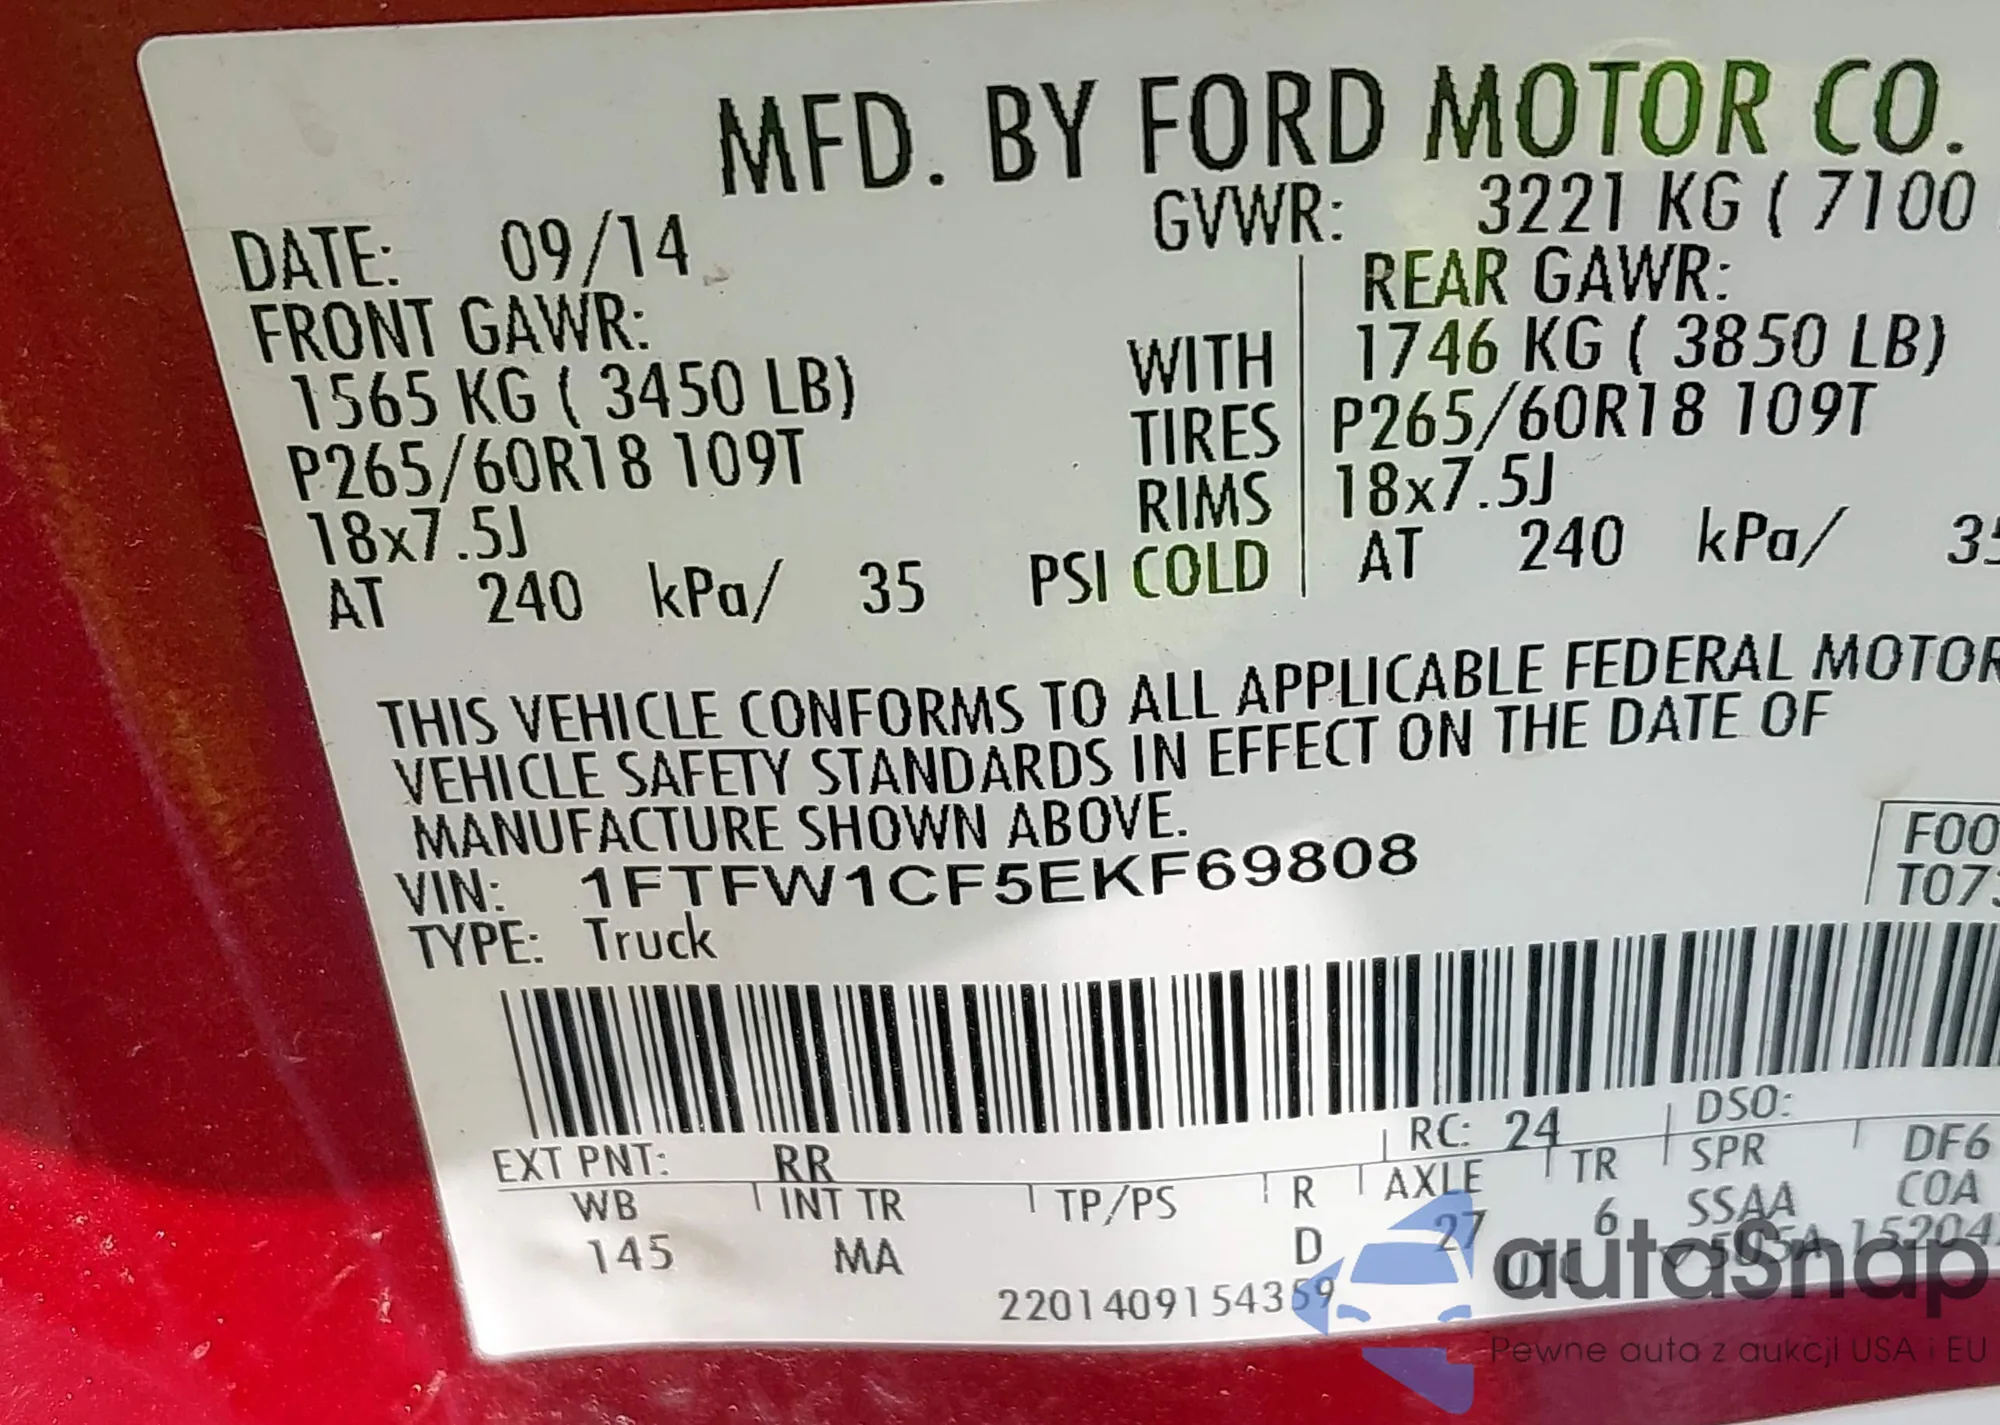 MFD. BY FORD MOTOR CO.
DATE: 09/14 GVWR: 3221 KG ( 7100
FRONT GAWR: REAR GAWR:
1565 KG ( 3450 LB) WITH 1746 KG ( 3850 LB)
P265/60R18 109T TIRES P265/60R18 109T
18x7.5J RIMS 18x7.5J
AT 240 kPa/ 35 PSI COLD AT 240 kPa/ 35
THIS VEHICLE CONFORMS TO ALL APPLICABLE FEDERAL MOTOR
VEHICLE SAFETY STANDARDS IN EFFECT ON THE DATE OF
MANUFACTURE SHOWN ABOVE.
VIN: 1FTFW1CF5EKF69808
TYPE: Truck
F00
T073
EXT PNT: RR RC: 24 DSO:
WB INT TR TP/PS R AXLE TR SPR DF6
145 MA D 27 6 SSAA COA
2201409154359
autaSnap
Pewne auta z aukcji USA i EU